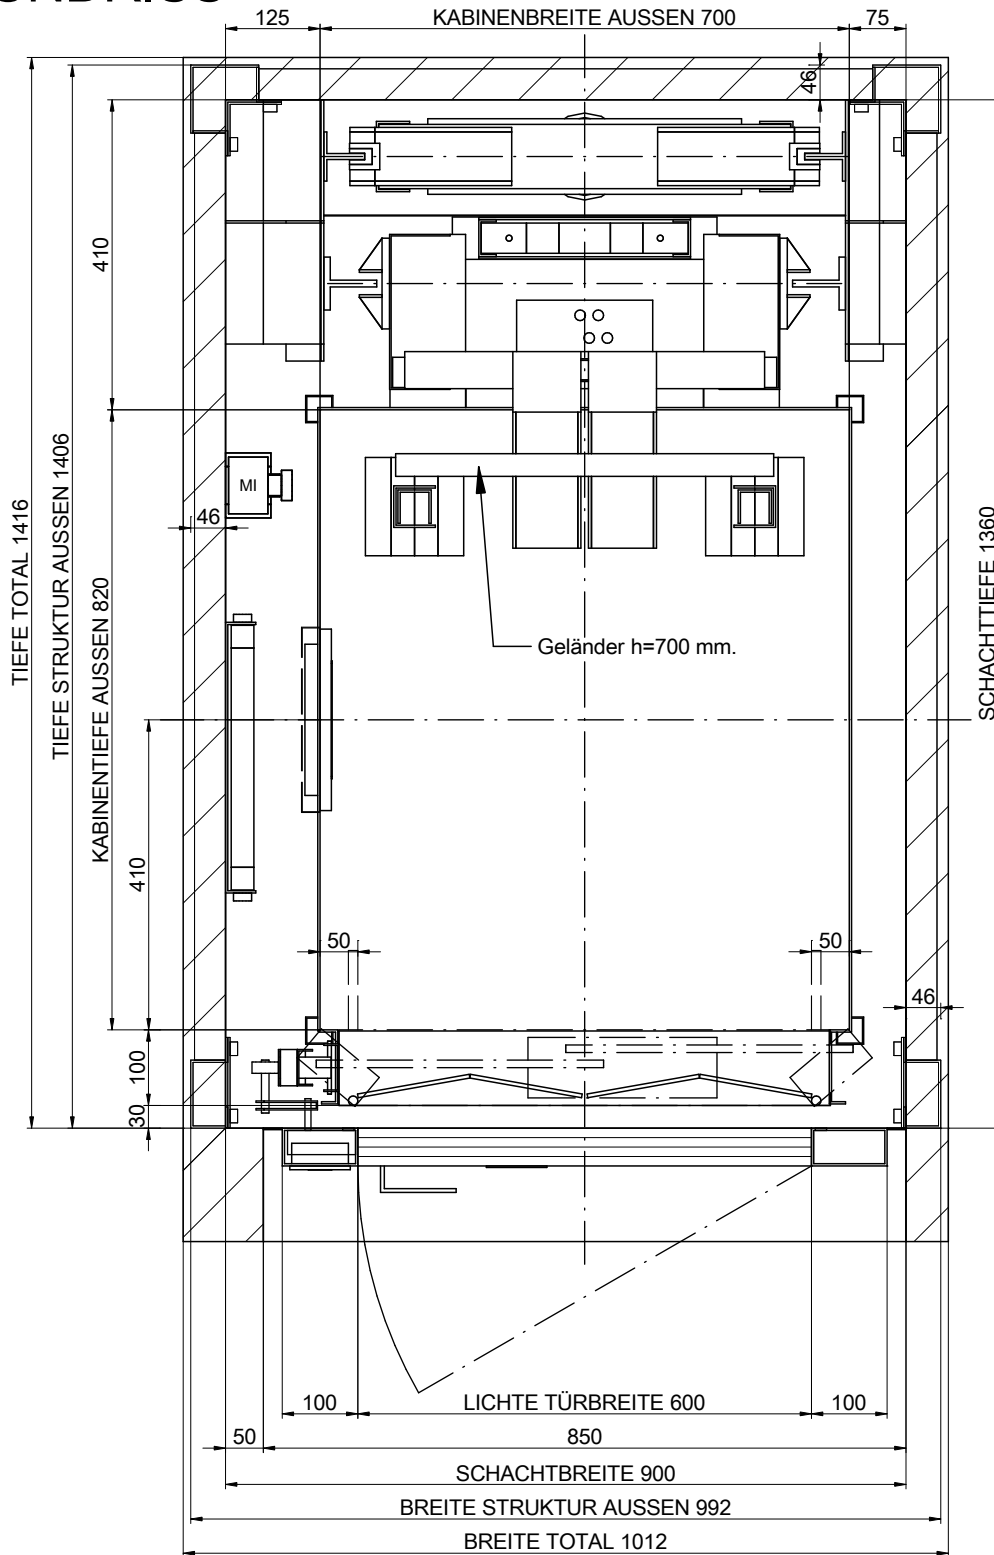 125
KABINENBREITE AUSSEN 700
75
46
410
TIEFE TOTAL 1416
TIEFE STRUKTUR AUSSEN 1406
KABINENTIEFE AUSSEN 820
MI
46
SCHACHTTIEFE 1360
Geländer h=700 mm.
410
50
50
46
100
30
100
LICHTE TÜRBREITE 600
100
50
850
SCHACHTBREITE 900
BREITE STRUKTUR AUSSEN 992
BREITE TOTAL 1012